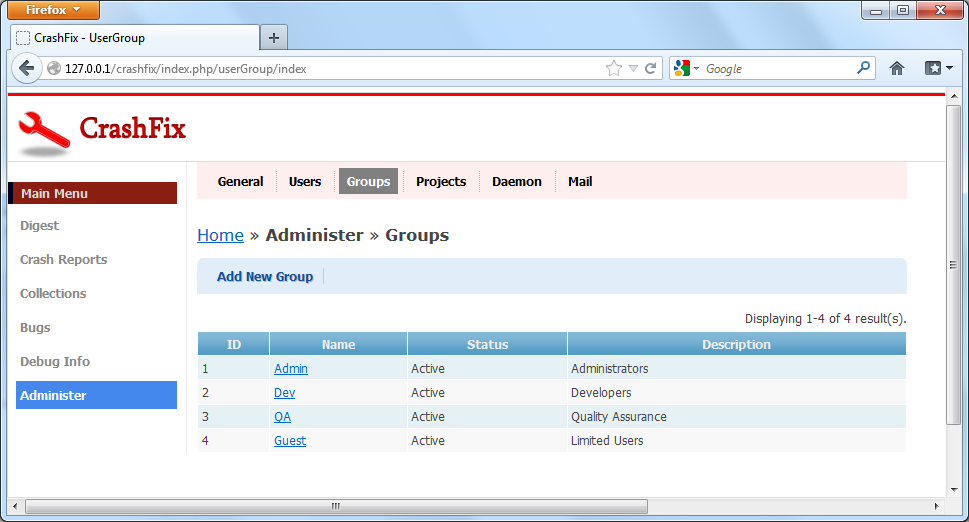 Firefox
CrashFix - UserGroup
127.0.0.1/crashfix/index.php/userGroup/index
Google
CrashFix
General Users Groups Projects Daemon Mail
Main Menu
Digest
Crash Reports
Collections
Bugs
Debug Info
Administer
Home » Administer » Groups
Add New Group
Displaying 1-4 of 4 result(s).
ID Name Status Description
1 Admin Active Administrators
2 Dev Active Developers
3 QA Active Quality Assurance
4 Guest Active Limited Users